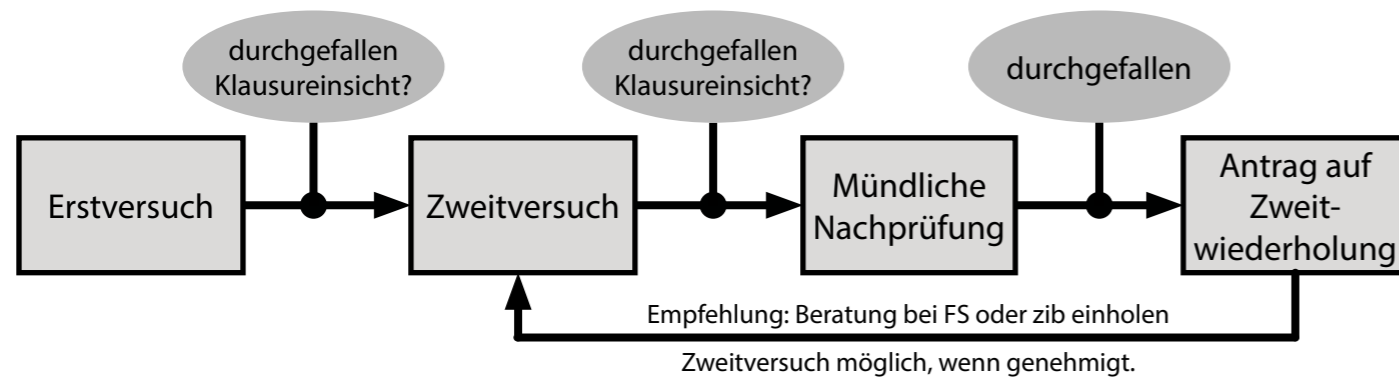 durchgefallen
Klausureinsicht?
durchgefallen
Klausureinsicht?
durchgefallen
Erstversuch
Zweitversuch
Mündliche
Nachprüfung
Antrag auf
Zweit-
wiederholung
Empfehlung: Beratung bei FS oder zib einholen
Zweitversuch möglich, wenn genehmigt.